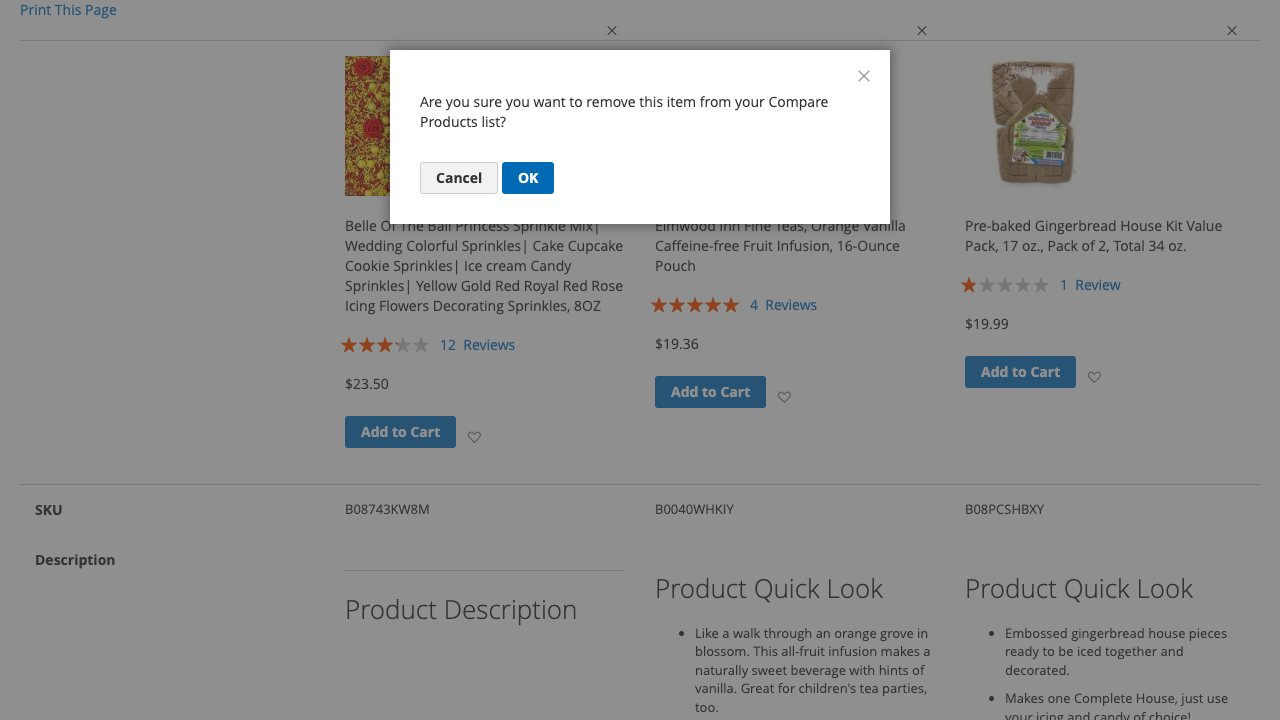 Print This Page
Are you sure you want to remove this item from your Compare
Products list?
Cancel
OK
Belle Of The Ball Princess Sprinkle Mix|
Wedding Colorful Sprinkles| Cake Cupcake
Cookie Sprinkles| Ice cream Candy
Sprinkles| Yellow Gold Red Royal Red Rose
Icing Flowers Decorating Sprinkles, 8OZ
12 Reviews
$23.50
Add to Cart
Elmwood Inn Fine Teas, Orange Vanilla
Caffeine-free Fruit Infusion, 16-Ounce
Pouch
4 Reviews
$19.36
Add to Cart
Pre-baked Gingerbread House Kit Value
Pack, 17 oz., Pack of 2, Total 34 oz.
1 Review
$19.99
Add to Cart
SKU
B08743KW8M
B0040WHKIY
B08PCSHBXY
Description
Product Description
Product Quick Look
Like a walk through an orange grove in
blossom. This all-fruit infusion makes a
naturally sweet beverage with hints of
vanilla. Great for children's tea parties,
too.
Product Quick Look
Embossed gingerbread house pieces
ready to be iced together and
decorated.
Makes one Complete House, just use
your icing and candy of choice!